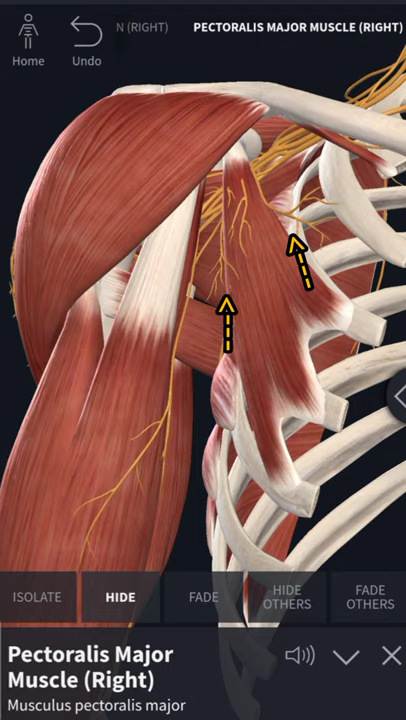 N (RIGHT) PECTORALIS MAJOR MUSCLE (RIGHT)
Home Undo
ISOLATE HIDE FADE HIDE OTHERS FADE OTHERS
Pectoralis Major
Muscle (Right)
Musculus pectoralis major